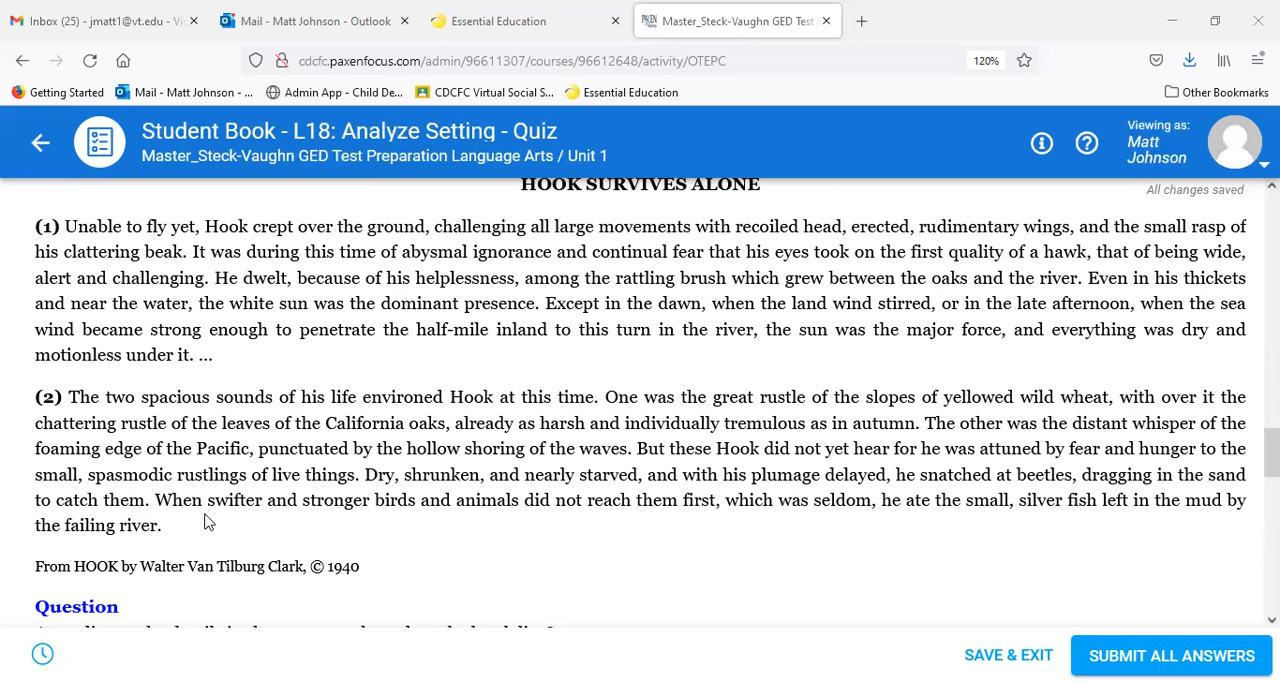 Inbox (25) - jmatt1@vt.edu - Vi
Mail - Matt Johnson - Outlook
Essential Education
Master_Steck-Vaughn GED Test
cdcfc.paxenfocus.com/admin/96611307/courses/96612648/activity/OTEPC
120%
Getting Started
Mail - Matt Johnson - ...
Admin App - Child De...
CDCFC Virtual Social S...
Essential Education
Other Bookmarks
Student Book - L18: Analyze Setting - Quiz
Master_Steck-Vaughn GED Test Preparation Language Arts / Unit 1
Viewing as:
Matt
Johnson
HOOK SURVIVES ALONE
All changes saved
(1) Unable to fly yet, Hook crept over the ground, challenging all large movements with recoiled head, erected, rudimentary wings, and the small rasp of
his clattering beak. It was during this time of abysmal ignorance and continual fear that his eyes took on the first quality of a hawk, that of being wide,
alert and challenging. He dwelt, because of his helplessness, among the rattling brush which grew between the oaks and the river. Even in his thickets
and near the water, the white sun was the dominant presence. Except in the dawn, when the land wind stirred, or in the late afternoon, when the sea
wind became strong enough to penetrate the half-mile inland to this turn in the river, the sun was the major force, and everything was dry and
motionless under it. ...
(2) The two spacious sounds of his life environed Hook at this time. One was the great rustle of the slopes of yellowed wild wheat, with over it the
chattering rustle of the leaves of the California oaks, already as harsh and individually tremulous as in autumn. The other was the distant whisper of the
foaming edge of the Pacific, punctuated by the hollow shoring of the waves. But these Hook did not yet hear for he was attuned by fear and hunger to the
small, spasmodic rustlings of live things. Dry, shrunken, and nearly starved, and with his plumage delayed, he snatched at beetles, dragging in the sand
to catch them. When swifter and stronger birds and animals did not reach them first, which was seldom, he ate the small, silver fish left in the mud by
the failing river.
From HOOK by Walter Van Tilburg Clark, © 1940
Question
SAVE & EXIT
SUBMIT ALL ANSWERS